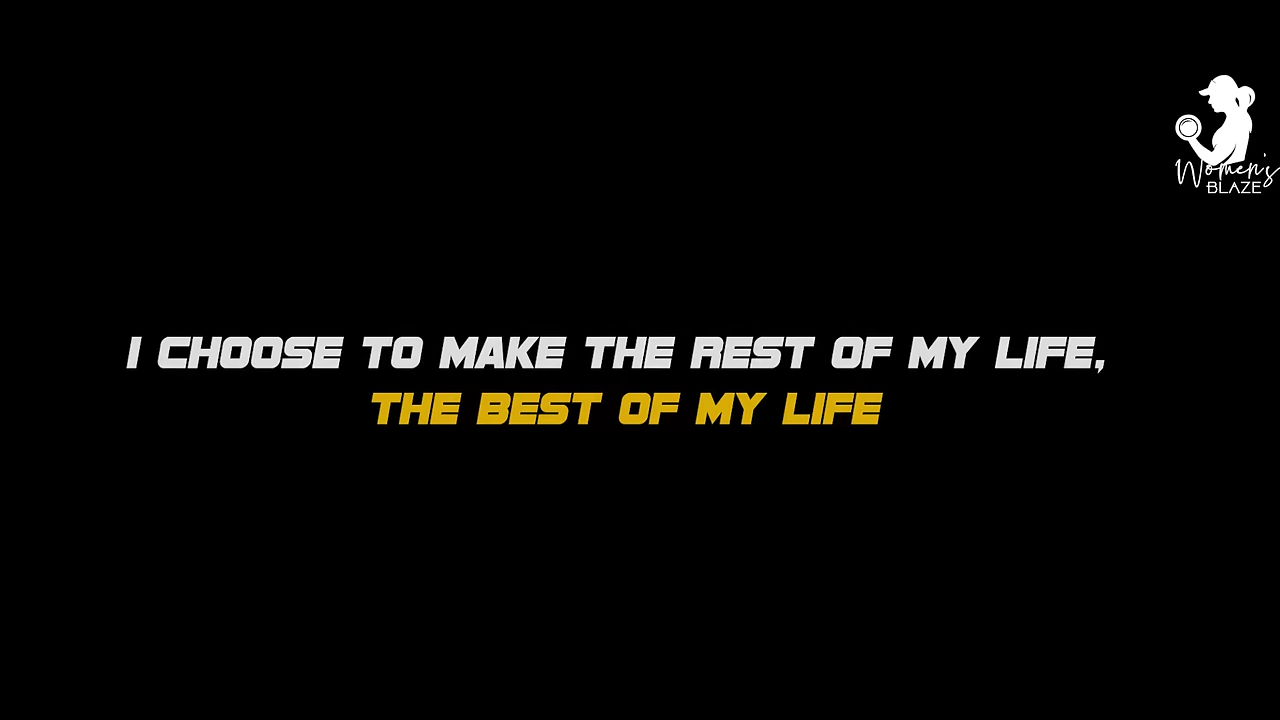 Women's
BLAZE
I CHOOSE TO MAKE THE REST OF MY LIFE,
THE BEST OF MY LIFE